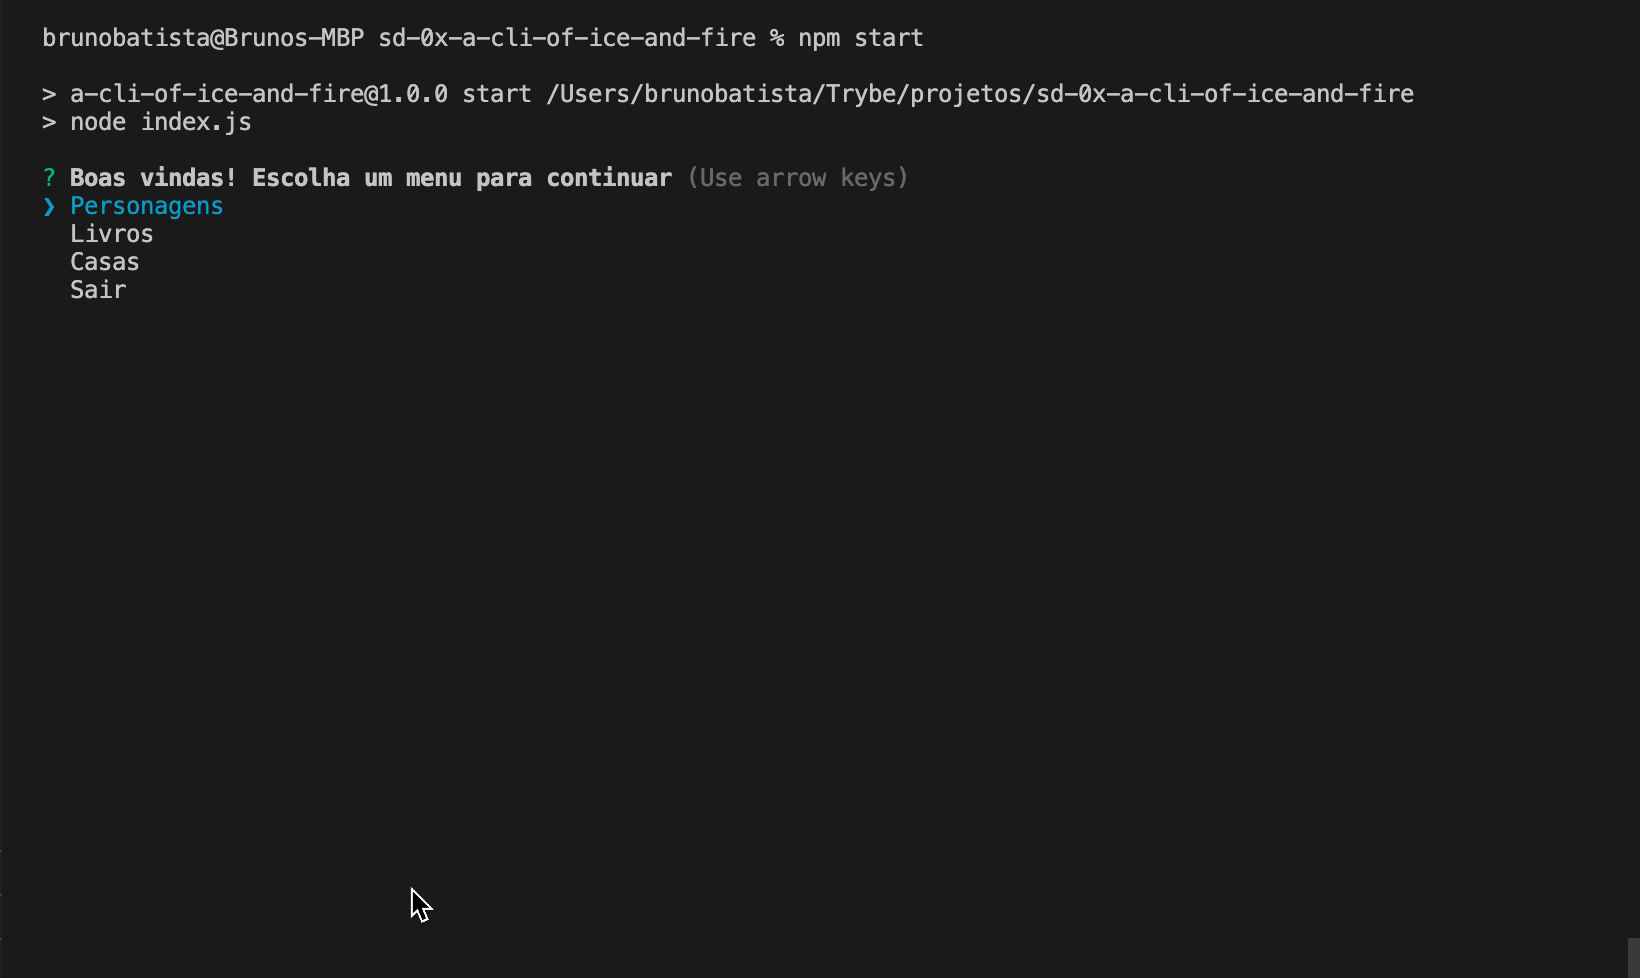 brunobatista@Brunos-MBP sd-0x-a-cli-of-ice-and-fire % npm start
> a-cli-of-ice-and-fire@1.0.0 start /Users/brunobatista/Trybe/projetos/sd-0x-a-cli-of-ice-and-fire
> node index.js
? Boas vindas! Escolha um menu para continuar (Use arrow keys)
❯ Personagens
Livros
Casas
Sair